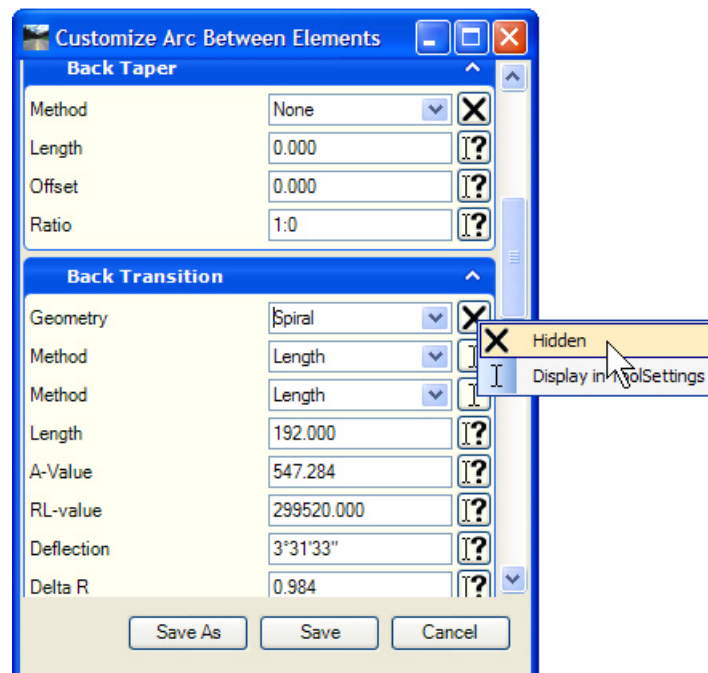 Customize Arc Between Elements
Back Taper
Method None
Length 0.000
Offset 0.000
Ratio 1:0
Back Transition
Geometry Spiral
Hidden
Method Length
Display in ToolSettings
Method Length
Length 192.000
A-Value 547.284
RL-value 299520.000
Deflection 3°31'33"
Delta R 0.984
Save As Save Cancel